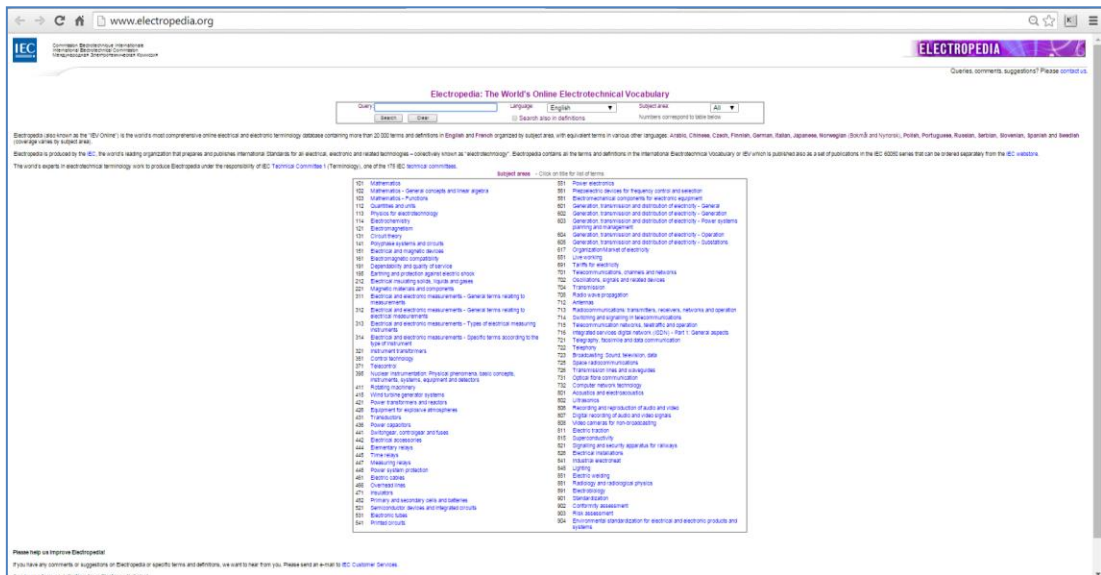 www.electropedia.org
IEC
Commission Electrotechnique Internationale
International Electrotechnical Commission
Международная Электротехническая Комиссия
ELECTROPEDIA
Queries, comments, suggestions? Please contact us.
Electropedia: The World's Online Electrotechnical Vocabulary
Query: Language: English Subject area: All
Search Clear Search also in definitions Numbers correspond to table below
Electropedia (also known as the "IEV Online") is the world's most comprehensive online electrical and electronic terminology database containing more than 20 000 terms and definitions in English and French organized by subject area, with equivalent terms in various other languages: Arabic, Chinese, Czech, Finnish, German, Italian, Japanese, Norwegian (Bokmål and Nynorsk), Polish, Portuguese, Russian, Serbian, Slovenian, Spanish and Swedish
(coverage varies by subject area).
Electropedia is produced by the IEC, the world's leading organization that prepares and publishes International Standards for all electrical, electronic and related technologies – collectively known as "electrotechnology". Electropedia contains all the terms and definitions in the International Electrotechnical Vocabulary or IEV which is published also as a set of publications in the IEC 60050 series that can be ordered separately from the IEC webstore.
The world's experts in electrotechnical terminology work to produce Electropedia under the responsibility of IEC Technical Committee 1 (Terminology), one of the 175 IEC technical committees.
Subject areas - Click on title for list of terms
101 Mathematics
102 Mathematics - General concepts and linear algebra
103 Mathematics - Functions
112 Quantities and units
113 Physics for electrotechnology
114 Electrochemistry
121 Electromagnetism
131 Circuit theory
141 Polyphase systems and circuits
151 Electrical and magnetic devices
161 Electromagnetic compatibility
191 Dependability and quality of service
195 Earthing and protection against electric shock
212 Electrical insulating solids, liquids and gases
221 Magnetic materials and components
311 Electrical and electronic measurements - General terms relating to
measurements
312 Electrical and electronic measurements - General terms relating to
electrical measurements
313 Electrical and electronic measurements - Types of electrical measuring
instruments
314 Electrical and electronic measurements - Specific terms according to the
type of instrument
321 Instrument transformers
351 Control technology
371 Telecontrol
395 Nuclear instrumentation: Physical phenomena, basic concepts,
instruments, systems, equipment and detectors
411 Rotating machinery
415 Wind turbine generator systems
421 Power transformers and reactors
426 Equipment for explosive atmospheres
431 Transductors
436 Power capacitors
441 Switchgear, controlgear and fuses
442 Electrical accessories
444 Elementary relays
445 Time relays
447 Measuring relays
448 Power system protection
461 Electric cables
466 Overhead lines
471 Insulators
482 Primary and secondary cells and batteries
521 Semiconductor devices and integrated circuits
531 Electronic tubes
541 Printed circuits
551 Power electronics
561 Piezoelectric devices for frequency control and selection
581 Electromechanical components for electronic equipment
601 Generation, transmission and distribution of electricity - General
602 Generation, transmission and distribution of electricity - Generation
603 Generation, transmission and distribution of electricity - Power systems
planning and management
604 Generation, transmission and distribution of electricity - Operation
605 Generation, transmission and distribution of electricity - Substations
617 Organization/Market of electricity
651 Live working
691 Tariffs for electricity
701 Telecommunications, channels and networks
702 Oscillations, signals and related devices
704 Transmission
705 Radio wave propagation
712 Antennas
713 Radiocommunications: transmitters, receivers, networks and operation
714 Switching and signalling in telecommunications
715 Telecommunication networks, teletraffic and operation
716 Integrated services digital network (ISDN) - Part 1: General aspects
721 Telegraphy, facsimile and data communication
722 Telephony
723 Broadcasting: Sound, television, data
725 Space radiocommunications
726 Transmission lines and waveguides
731 Optical fibre communication
732 Computer network technology
801 Acoustics and electroacoustics
802 Ultrasonics
806 Recording and reproduction of audio and video
807 Digital recording of audio and video signals
808 Video cameras for non-broadcasting
811 Electric traction
815 Superconductivity
821 Signalling and security apparatus for railways
826 Electrical installations
841 Industrial electroheat
845 Lighting
851 Electric welding
881 Radiology and radiological physics
891 Electrobiology
901 Standardization
902 Conformity assessment
903 Risk assessment
904 Environmental standardization for electrical and electronic products and
systems
Please help us improve Electropedia!
If you have any comments or suggestions on Electropedia or specific terms and definitions, we want to hear from you. Please send an e-mail to IEC Customer Services.